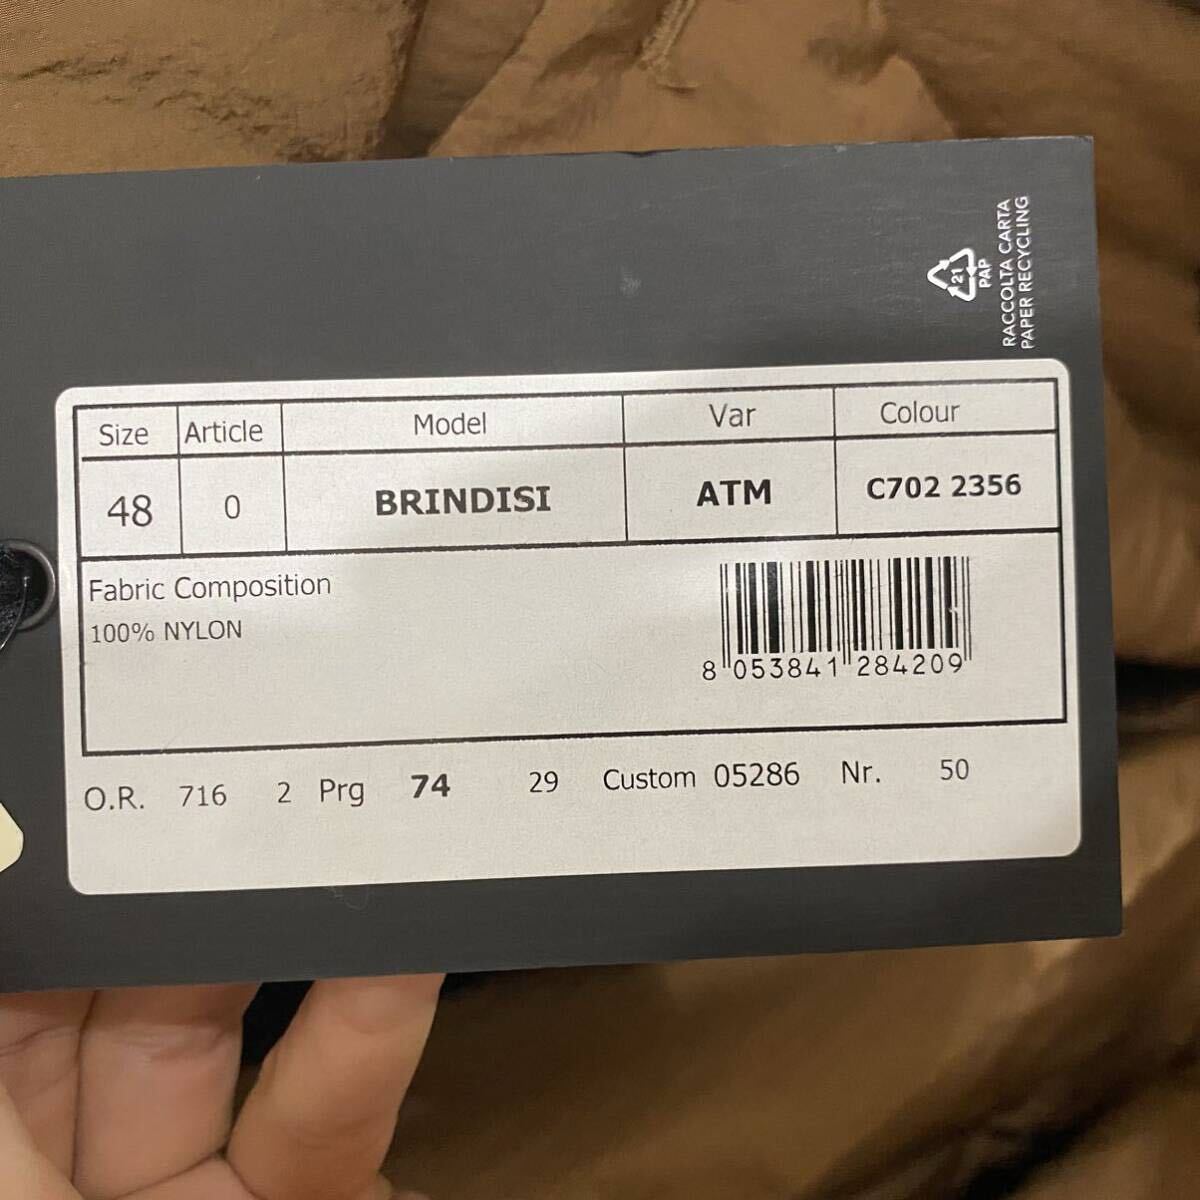 21
PAP
RACCOLTA CARTA
PAPER RECYCLING
Size Article Model Var Colour
48 0 BRINDISI ATM C702 2356
Fabric Composition
100% NYLON
8 053841 284209
O.R. 716 2 Prg 74 29 Custom 05286 Nr. 50